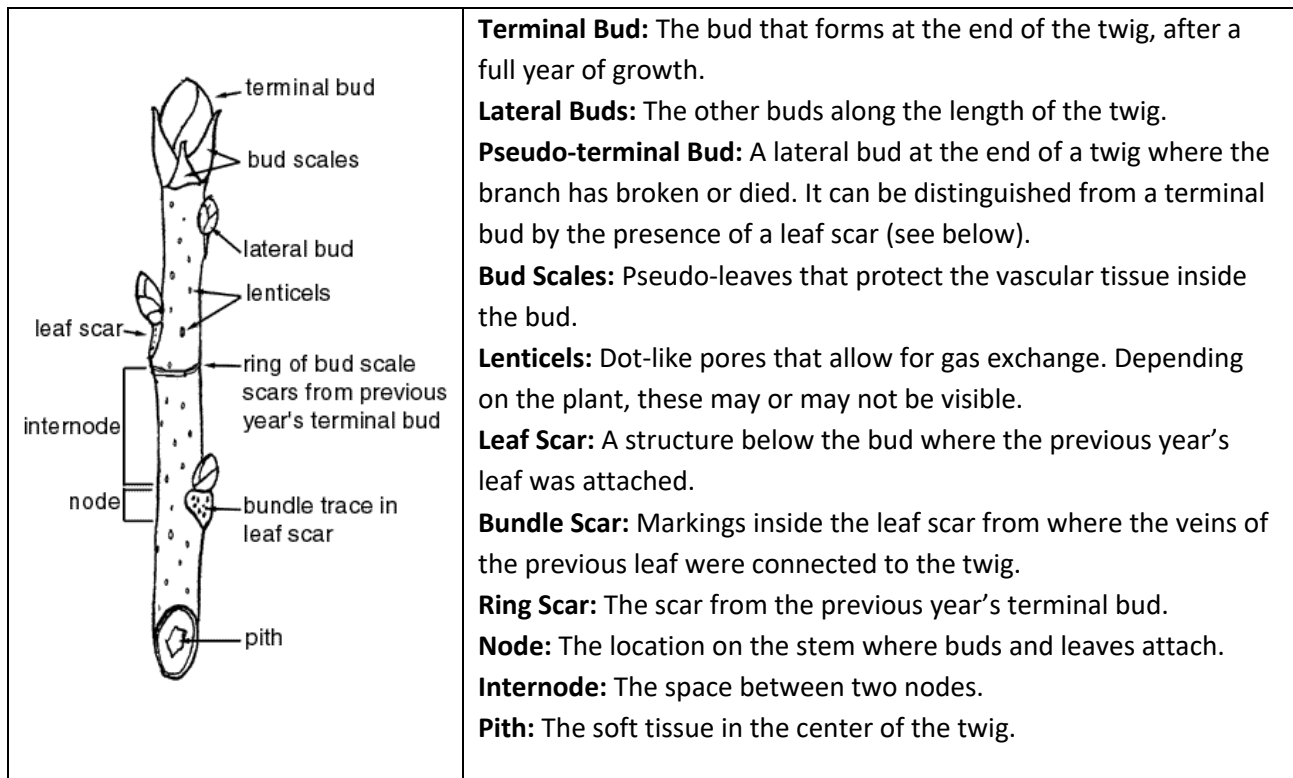 terminal bud
bud scales
lateral bud
lenticels
leaf scar
ring of bud scale
scars from previous
year's terminal bud
internode
node
bundle trace in
leaf scar
pith
Terminal Bud: The bud that forms at the end of the twig, after a
full year of growth.
Lateral Buds: The other buds along the length of the twig.
Pseudo-terminal Bud: A lateral bud at the end of a twig where the
branch has broken or died. It can be distinguished from a terminal
bud by the presence of a leaf scar (see below).
Bud Scales: Pseudo-leaves that protect the vascular tissue inside
the bud.
Lenticels: Dot-like pores that allow for gas exchange. Depending
on the plant, these may or may not be visible.
Leaf Scar: A structure below the bud where the previous year’s
leaf was attached.
Bundle Scar: Markings inside the leaf scar from where the veins of
the previous leaf were connected to the twig.
Ring Scar: The scar from the previous year’s terminal bud.
Node: The location on the stem where buds and leaves attach.
Internode: The space between two nodes.
Pith: The soft tissue in the center of the twig.